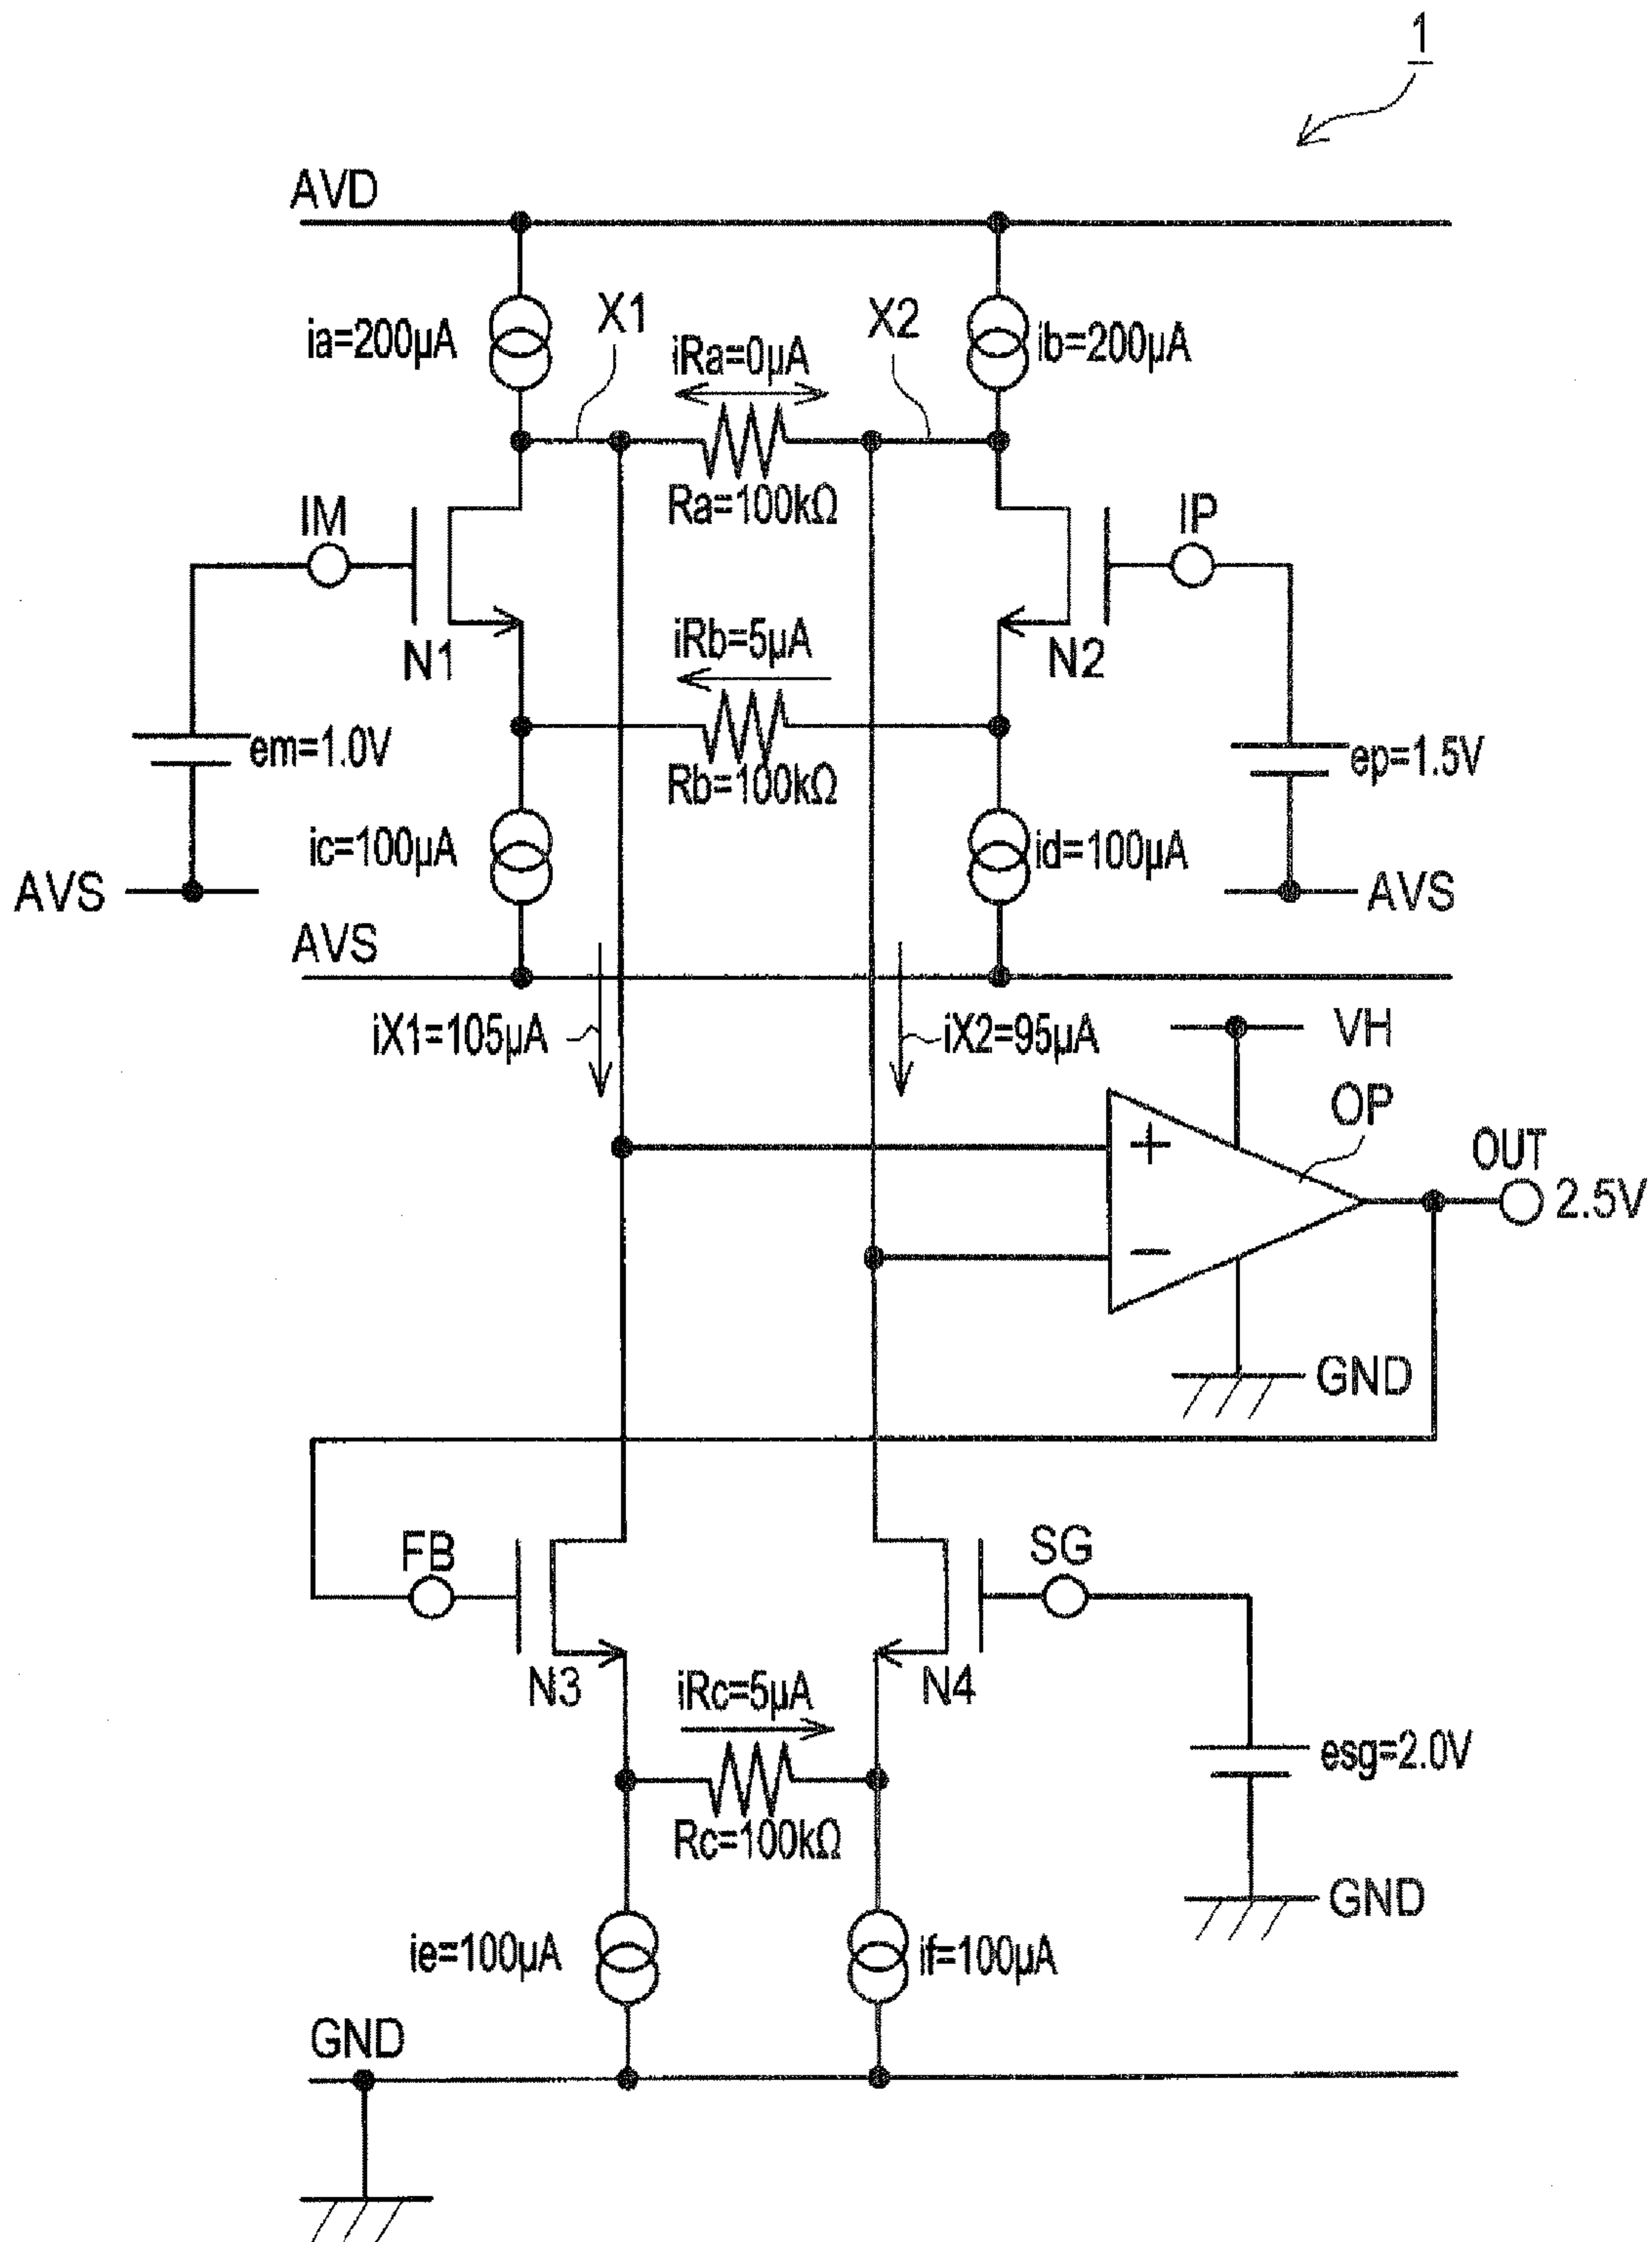 1
AVD
ia=200µA
X1
iRa=0µA
X2
ib=200µA
Ra=100kΩ
IM
IP
N1
iRb=5µA
N2
em=1.0V
Rb=100kΩ
ep=1.5V
ic=100µA
id=100µA
AVS
AVS
AVS
iX1=105µA
iX2=95µA
VH
OP
+
OUT
2.5V
−
GND
FB
SG
N3
iRc=5µA
N4
esg=2.0V
Rc=100kΩ
GND
ie=100µA
if=100µA
GND